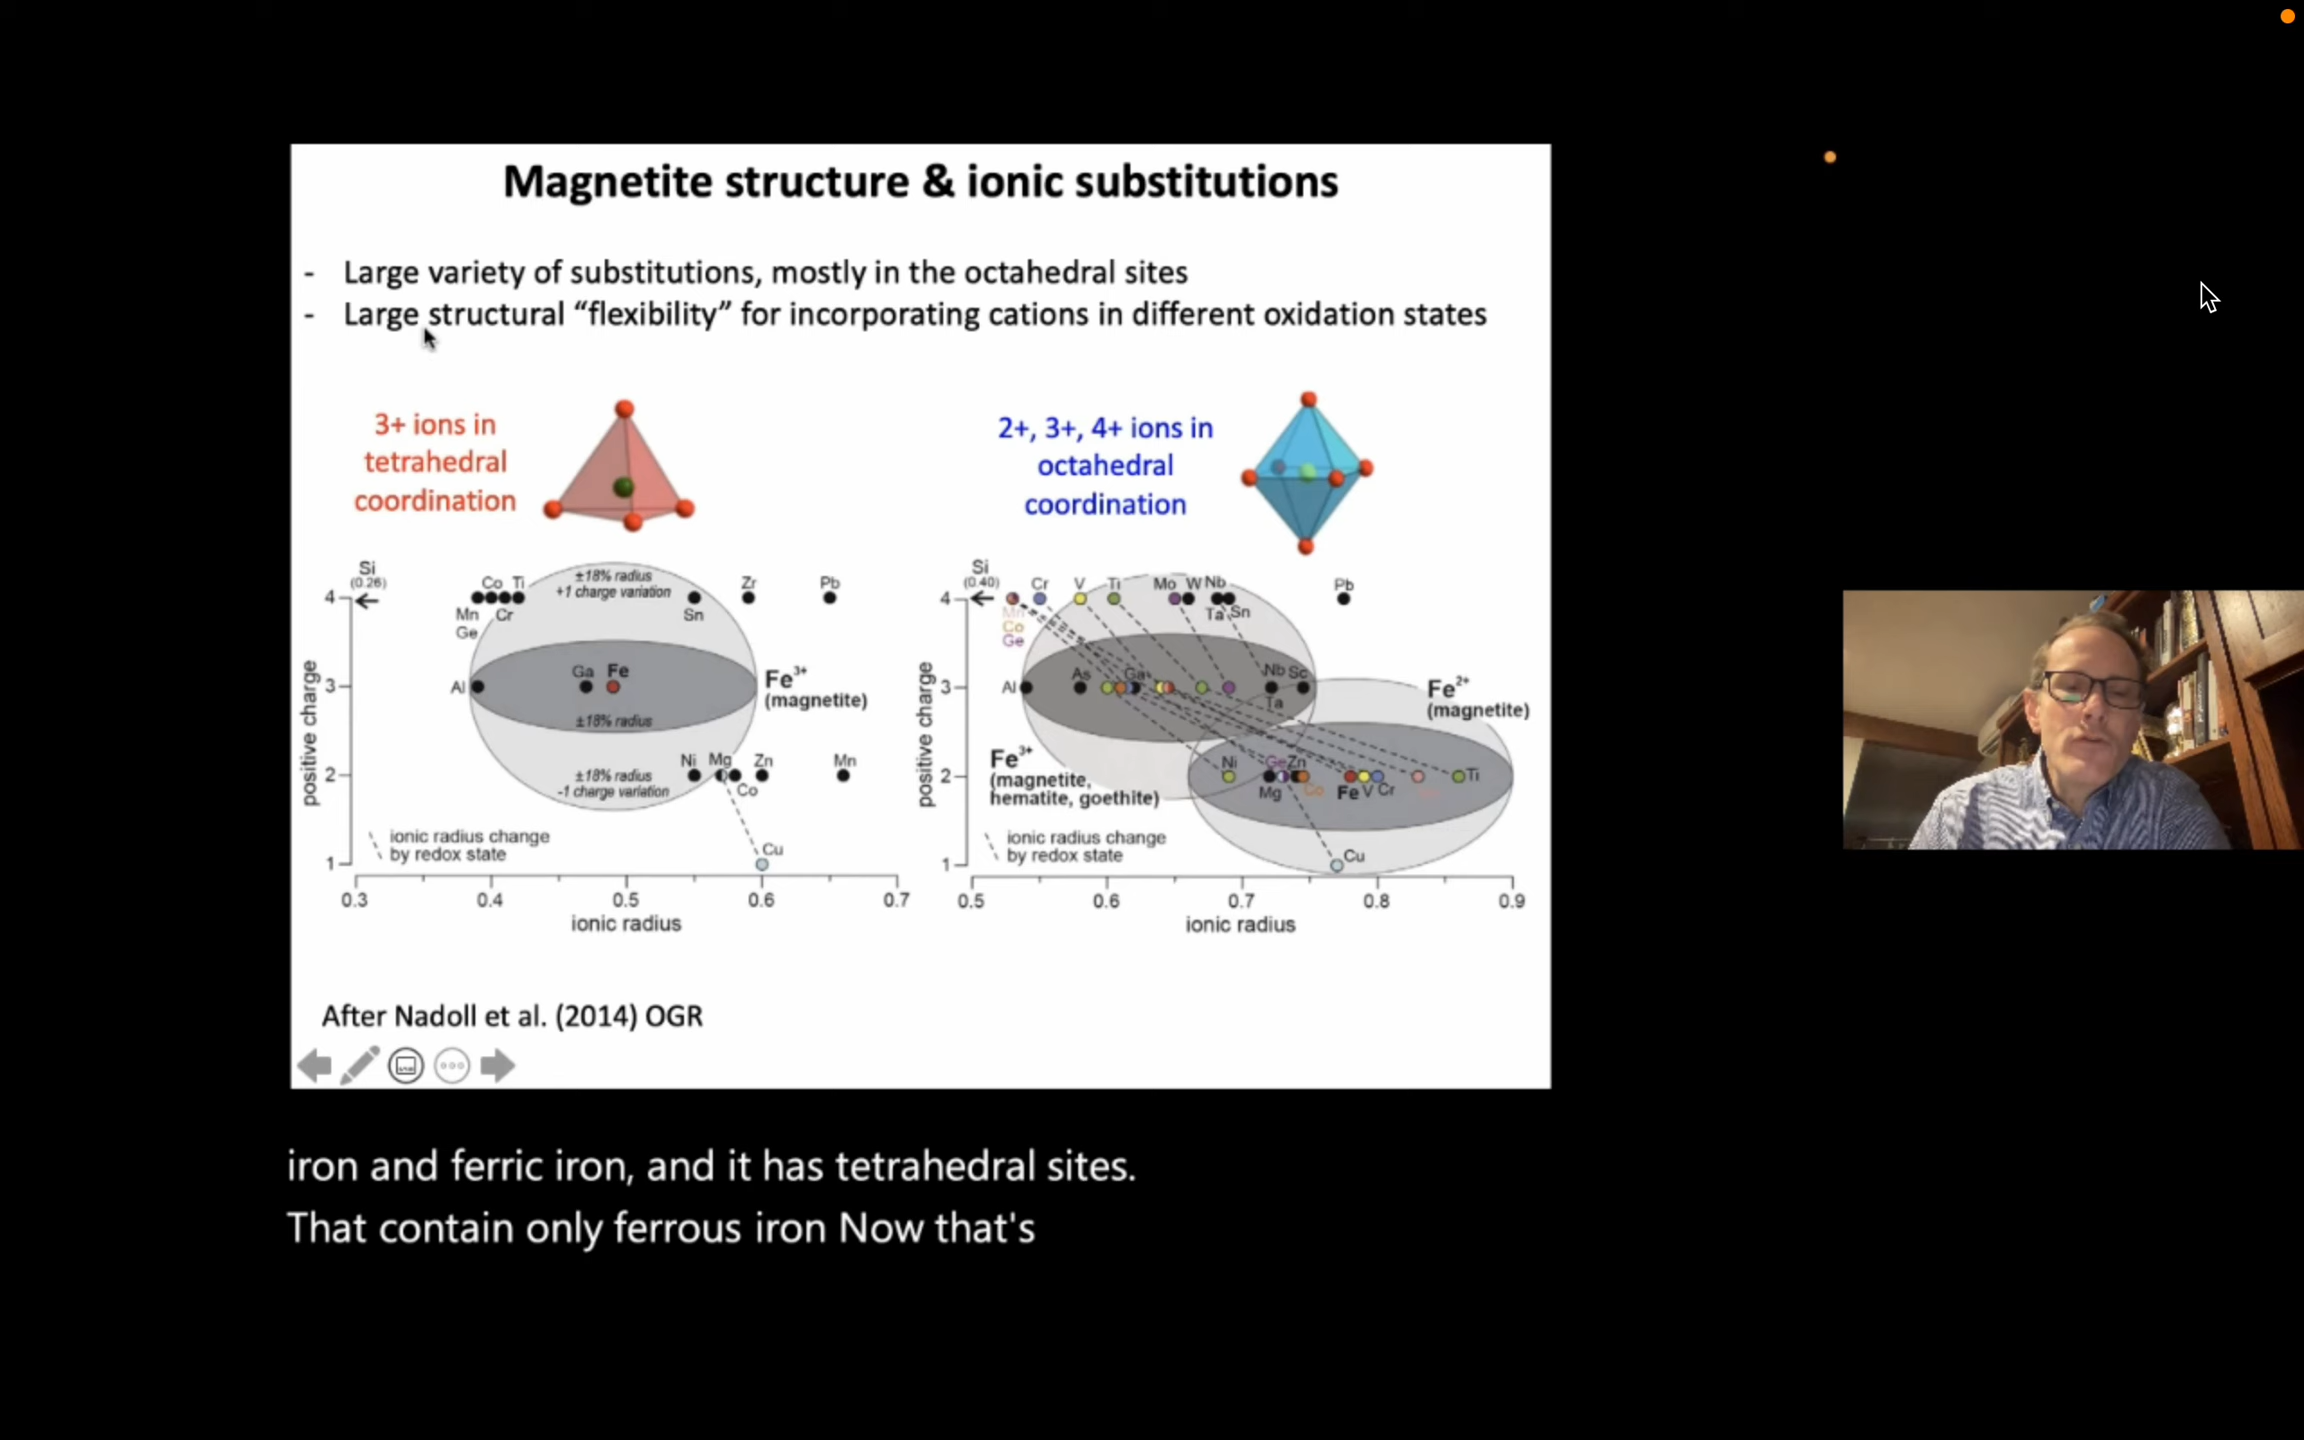 Magnetite structure & ionic substitutions
- Large variety of substitutions, mostly in the octahedral sites
- Large structural “flexibility” for incorporating cations in different oxidation states
3+ ions in
tetrahedral
coordination
2+, 3+, 4+ ions in
octahedral
coordination
Si
(0.26)
Co Ti
Mn
Cr
Ge
±18% radius
+1 charge variation
Sn
Zr
Pb
Al
Ga
Fe
±18% radius
Fe3+
(magnetite)
Ni
Mg
Zn
Mn
Co
±18% radius
-1 charge variation
Cu
ionic radius change
by redox state
positive charge
4
3
2
1
0.3
0.4
0.5
0.6
0.7
ionic radius
Si
(0.40)
Cr
V
Ti
Mo
W
Nb
Pb
Mn
Co
Ge
Ta
Sn
Al
As
Ga
Nb
Sc
Ta
Fe2+
(magnetite)
Fe3+
(magnetite,
hematite, goethite)
Ni
Ge
Zn
Ti
Mg
Co
Fe
V
Cr
Cu
ionic radius change
by redox state
positive charge
4
3
2
1
0.5
0.6
0.7
0.8
0.9
ionic radius
After Nadoll et al. (2014) OGR
iron and ferric iron, and it has tetrahedral sites.
That contain only ferrous iron Now that's